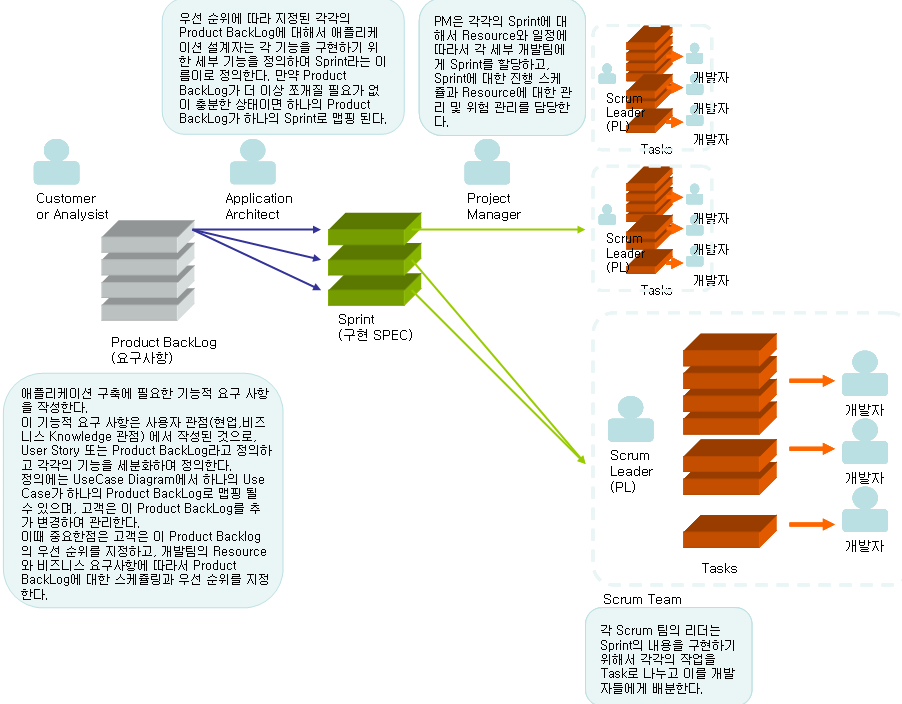 우선 순위에 따라 지정된 각각의
Product BackLog에 대해서 애플리케
이션 설계자는 각 기능을 구현하기 위
한 세부 기능을 정의하며 Sprint라는 이
름이로 정의한다. 만약 Product
BackLog가 더 이상 쪼개질 필요가 없
이 충분한 상태이면 하나의 Product
BackLog가 하나의 Sprint로 맵핑 된다.
PM은 각각의 Sprint에 대
해서 Resource와 일정에
따라서 각 세부 개발팀에
게 Sprint를 할당하고,
Sprint에 대한 진행 스케
쥴과 Resource에 대한 관
리 및 위험 관리를 담당한
다.
Customer
or Analysist
Application
Architect
Project
Manager
Product BackLog
(요구사항)
Sprint
(구현 SPEC)
Scrum
Leader
(PL)
Tasks
개발자
개발자
개발자
Scrum
Leader
(PL)
Tasks
개발자
개발자
개발자
Scrum
Leader
(PL)
Tasks
개발자
개발자
개발자
Scrum Team
애플리케이션 구축에 필요한 기능적 요구 사항
을 작성한다.
이 기능적 요구 사항은 사용자 관점(현업,비즈
니스 Knowledge 관점) 에서 작성된 것으로,
User Story 또는 Product BackLog라고 정의하
고 각각의 기능을 세분화하여 정의한다.
정의에는 UseCase Diagram에서 하나의 Use
Case가 하나의 Product BackLog로 맵핑 될
수 있으며, 고객은 이 Product BackLog를 추
가 변경하여 관리한다.
이때 중요한점은 고객은 이 Product Backlog
의 우선 순위를 지정하고, 개발팀의 Resource
와 비즈니스 요구사항에 따라서 Product
BackLog에 대한 스케쥴링과 우선 순위를 지정
한다.
각 Scrum 팀의 리더는
Sprint의 내용을 구현하기
위해서 각각의 작업을
Task로 나누고 이를 개발
자들에게 배분한다.